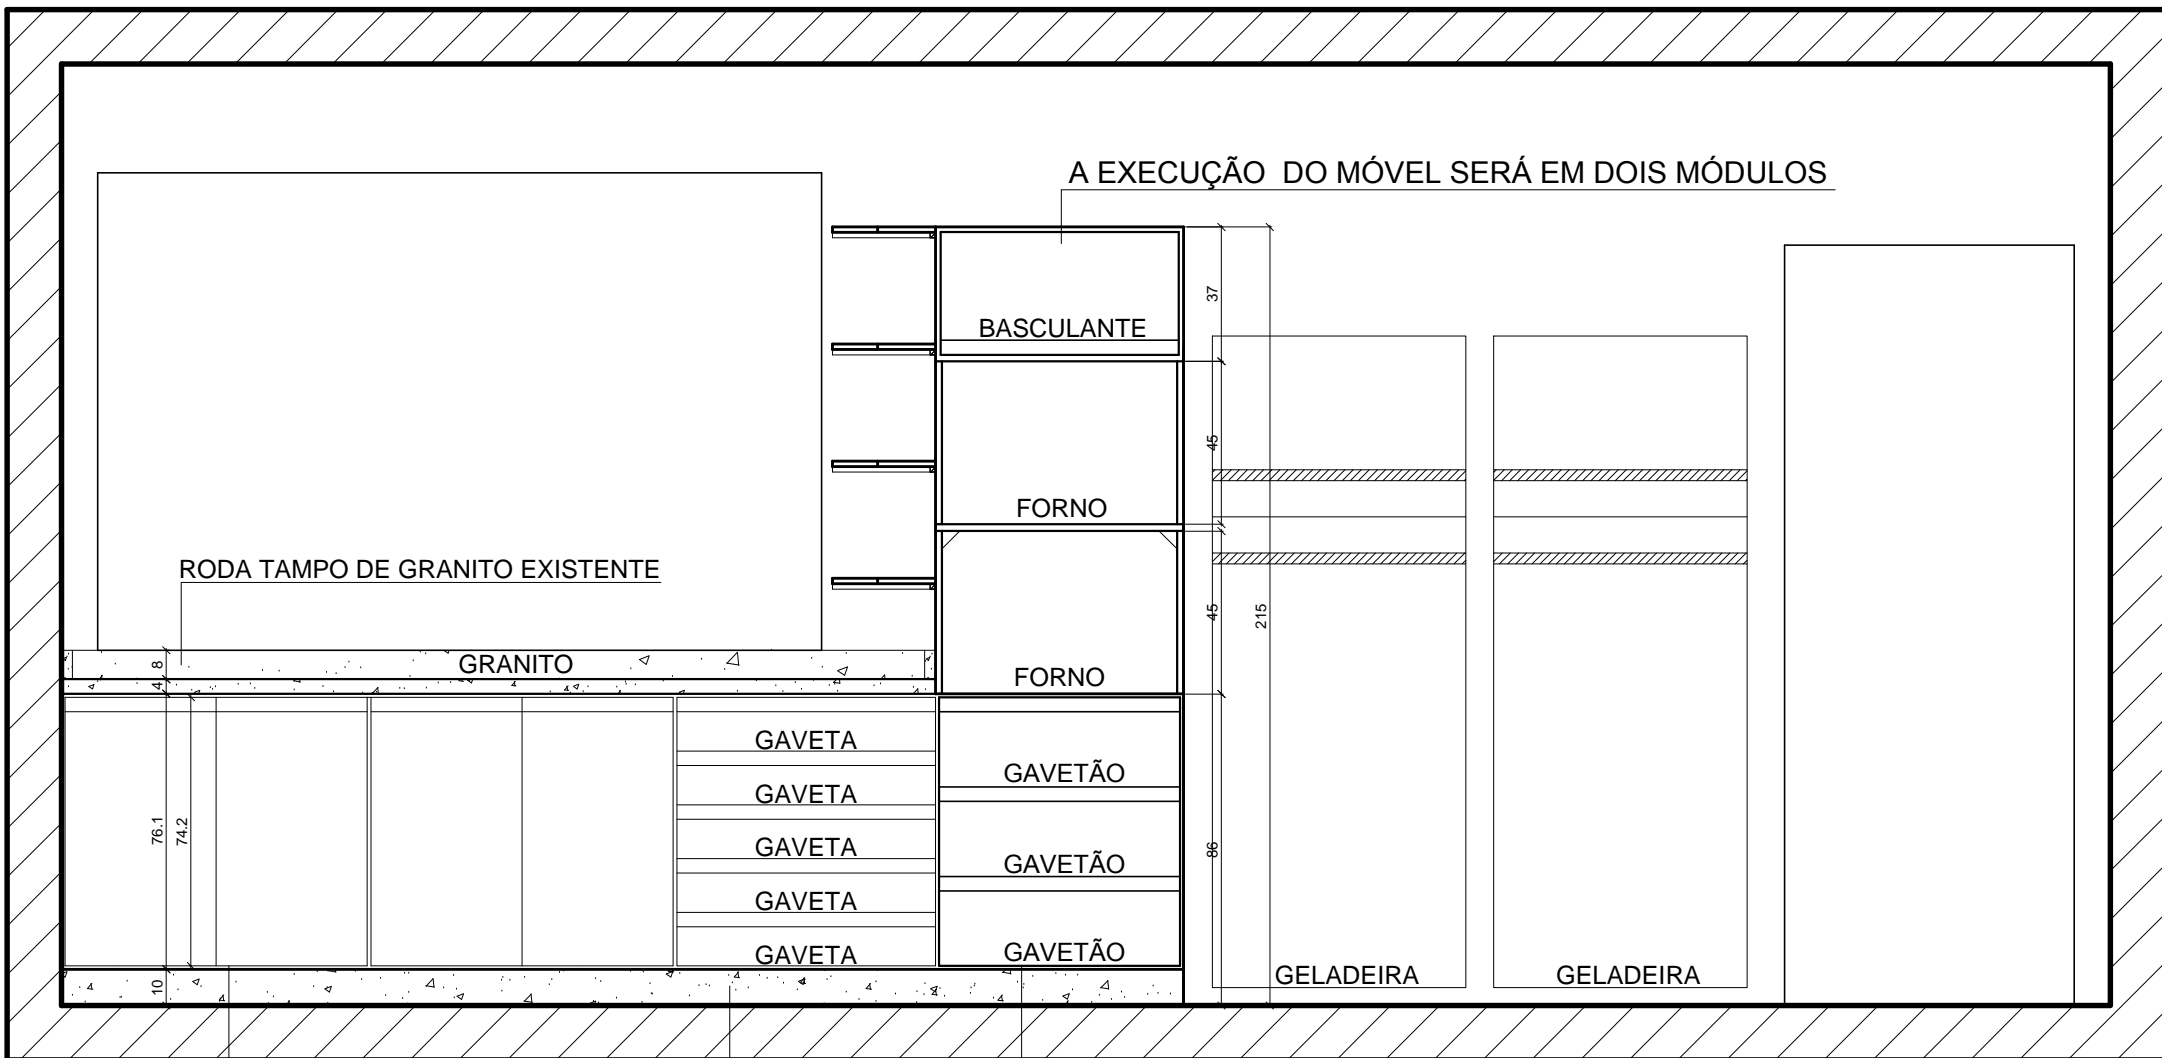 A EXECUÇÃO DO MÓVEL SERÁ EM DOIS MÓDULOS
37
BASCULANTE
45
FORNO
RODA TAMPO DE GRANITO EXISTENTE
45
215
8
GRANITO
4
FORNO
GAVETA
GAVETÃO
GAVETA
76.1
74.2
GAVETA
86
GAVETÃO
GAVETA
GAVETA
GAVETÃO
10
GELADEIRA
GELADEIRA